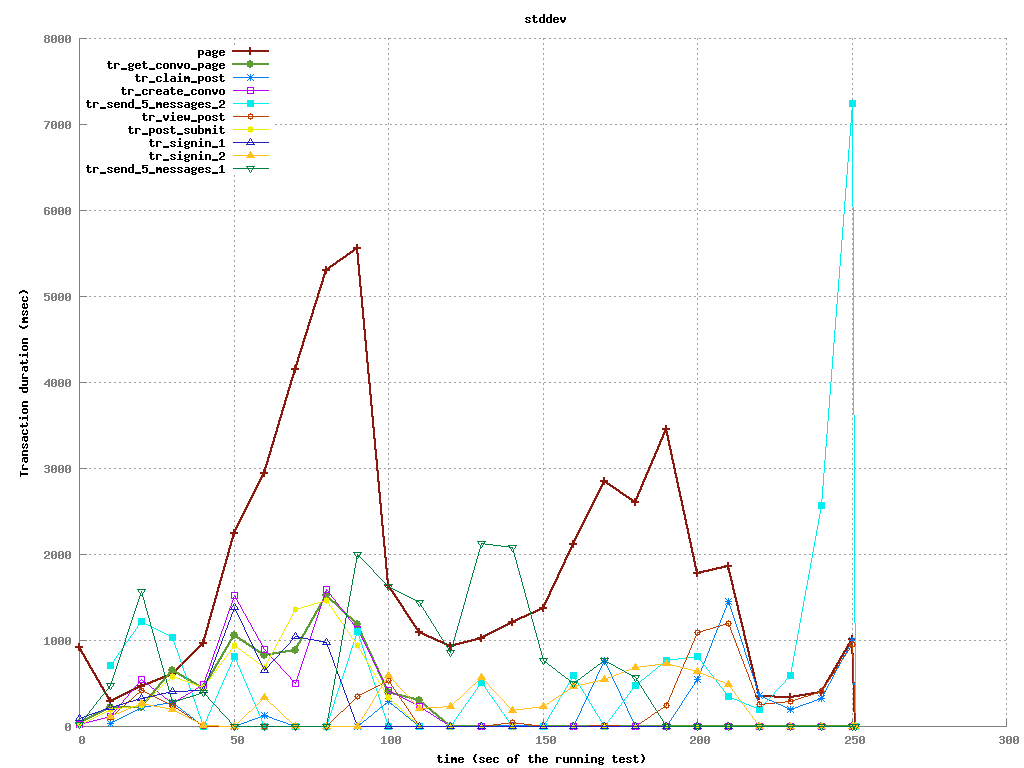 stddev
8000
7000
6000
5000
4000
3000
2000
1000
0
page
tr_get_convo_page
tr_claim_post
tr_create_convo
tr_send_5_messages_2
tr_view_post
tr_post_submit
tr_signin_1
tr_signin_2
tr_send_5_messages_1
Transaction duration (msec)
0 50 100 150 200 250 300
time (sec of the running test)